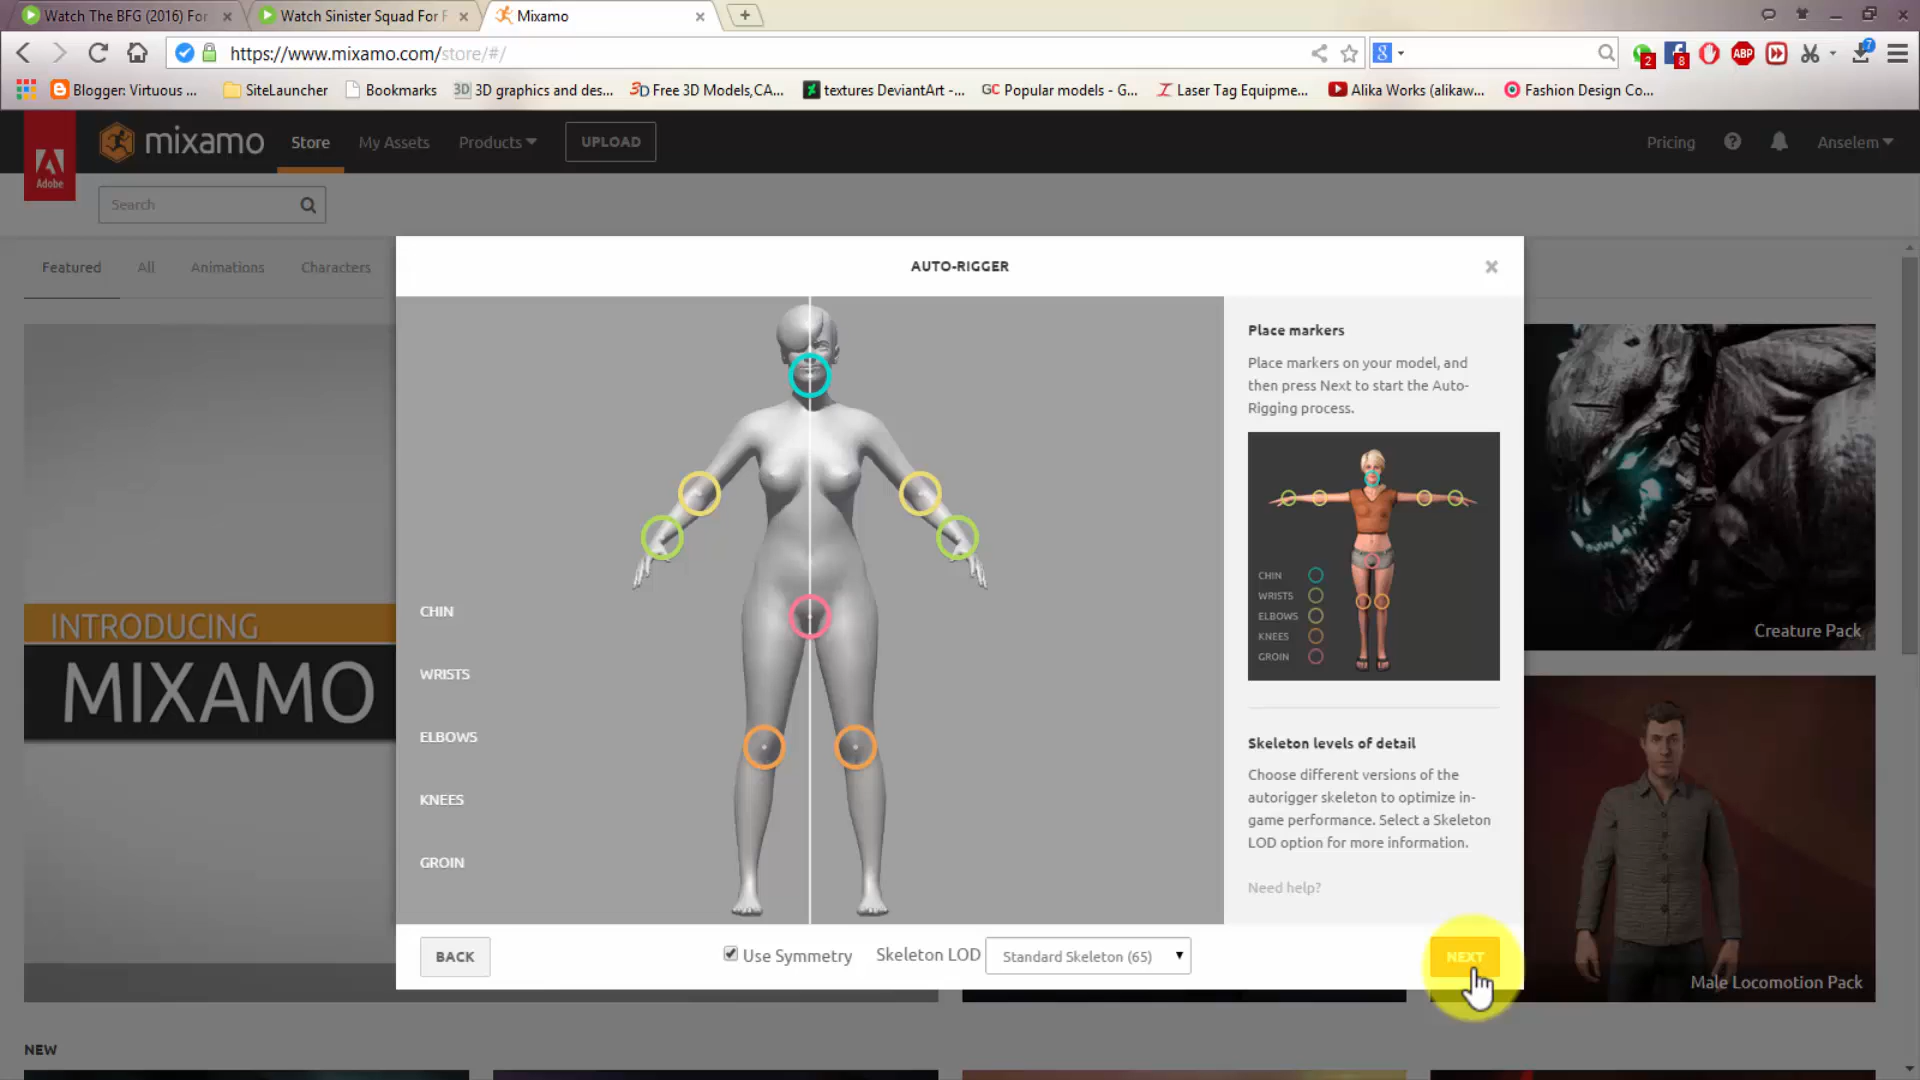 Watch The BFG (2016) For
Watch Sinister Squad For F
Mixamo
https://www.mixamo.com/store/#/
8
2
8
ABP
7
Blogger: Virtuous ...
SiteLauncher
Bookmarks
3D graphics and des...
Free 3D Models,CA...
textures DeviantArt -...
GC Popular models - G...
Laser Tag Equipme...
Alika Works (alikaw...
Fashion Design Co...
Adobe
mixamo
Store
My Assets
Products
UPLOAD
Pricing
?
Anselem
Search
Featured
All
Animations
Characters
AUTO-RIGGER
×
INTRODUCING
MIXAMO
CHIN
WRISTS
ELBOWS
KNEES
GROIN
Place markers
Place markers on your model, and
then press Next to start the Auto-
Rigging process.
CHIN
WRISTS
ELBOWS
KNEES
GROIN
Skeleton levels of detail
Choose different versions of the
autorigger skeleton to optimize in-
game performance. Select a Skeleton
LOD option for more information.
Need help?
BACK
Use Symmetry
Skeleton LOD
Standard Skeleton (65)
NEXT
Creature Pack
Male Locomotion Pack
NEW